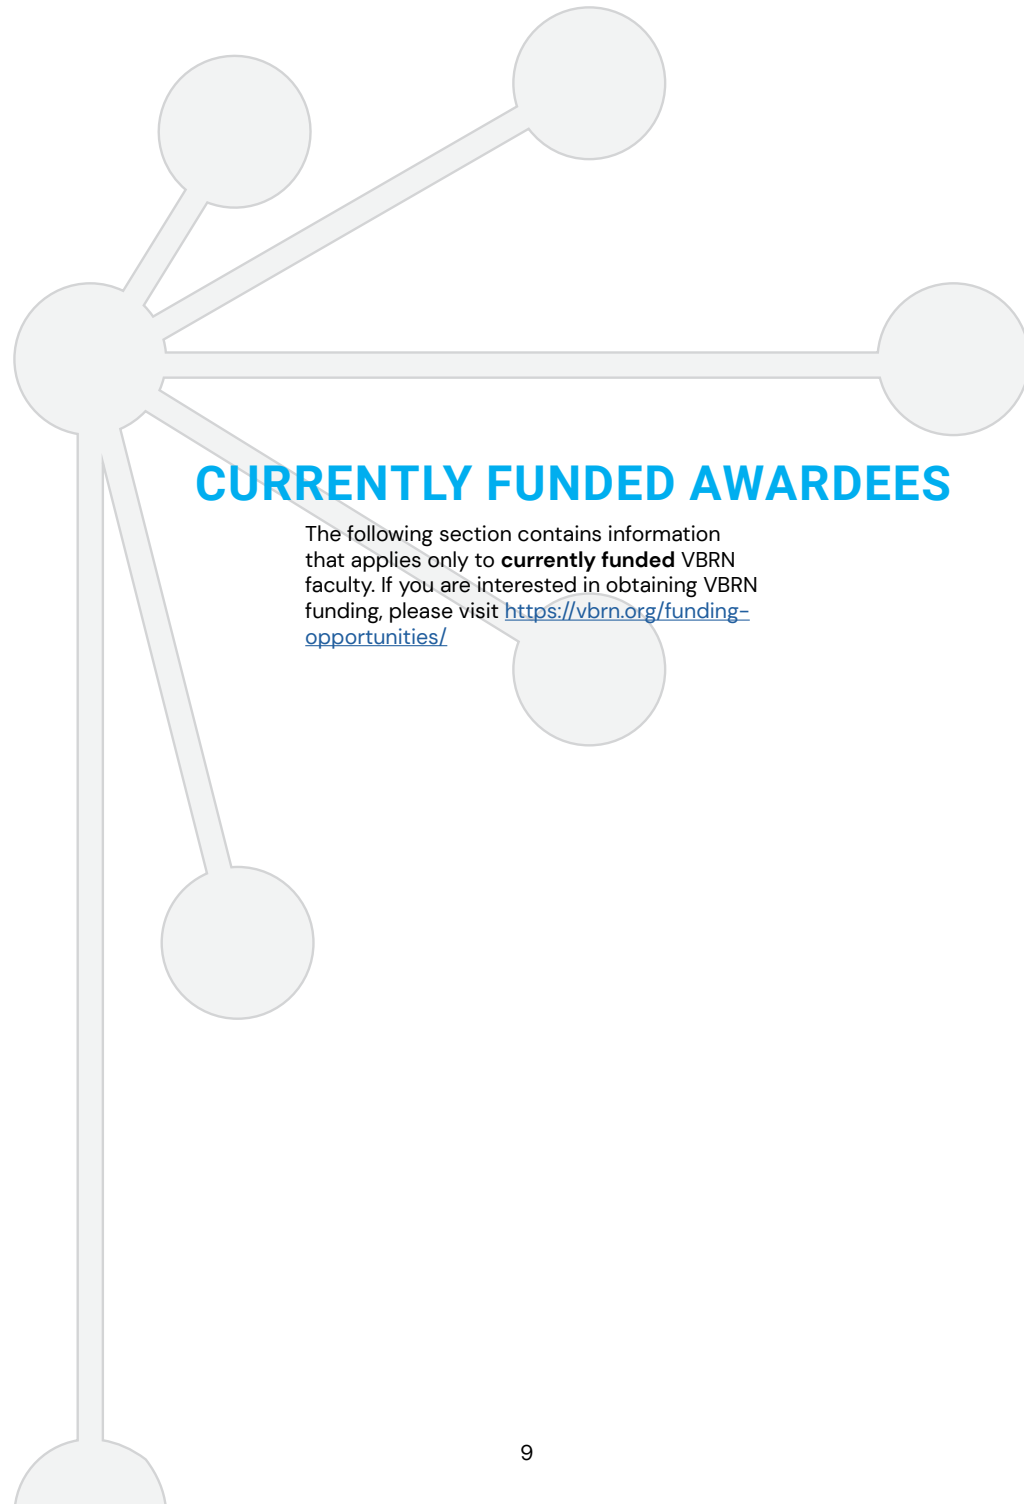 CURRENTLY FUNDED AWARDEES
The following section contains information
that applies only to currently funded VBRN
faculty. If you are interested in obtaining VBRN
funding, please visit https://vbrn.org/funding-
opportunities/
9